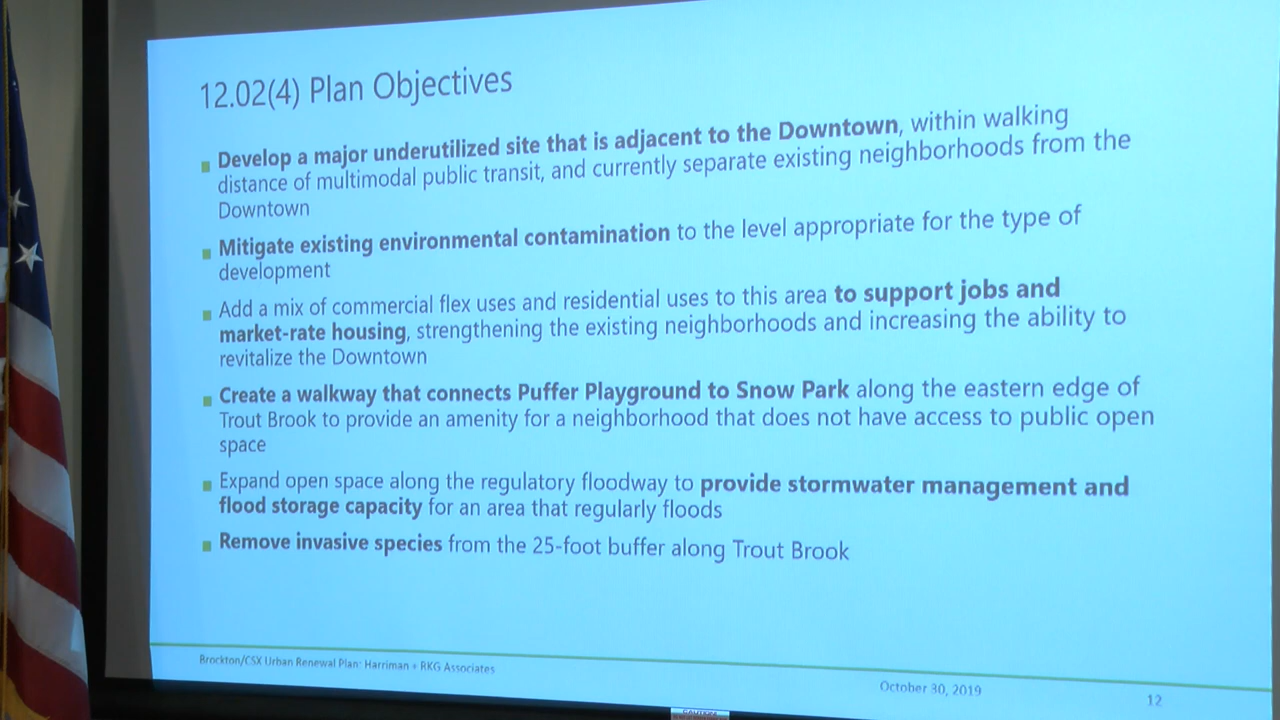 12.02(4) Plan Objectives
Develop a major underutilized site that is adjacent to the Downtown, within walking
distance of multimodal public transit, and currently separate existing neighborhoods from the
Downtown
Mitigate existing environmental contamination to the level appropriate for the type of
development
Add a mix of commercial flex uses and residential uses to this area to support jobs and
market-rate housing, strengthening the existing neighborhoods and increasing the ability to
revitalize the Downtown
Create a walkway that connects Puffer Playground to Snow Park along the eastern edge of
Trout Brook to provide an amenity for a neighborhood that does not have access to public open
space
Expand open space along the regulatory floodway to provide stormwater management and
flood storage capacity for an area that regularly floods
Remove invasive species from the 25-foot buffer along Trout Brook
Brockton/CSX Urban Renewal Plan: Harriman + RKG Associates
October 30, 2019
12
CAUTION